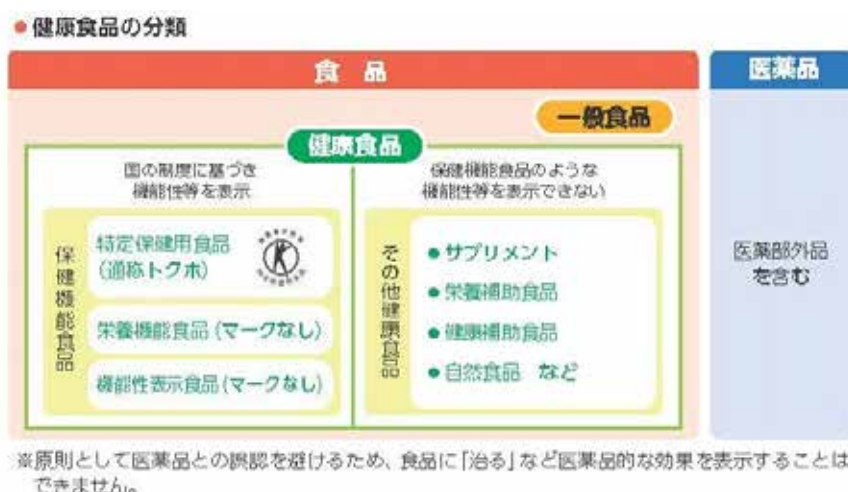 ● 健康食品の分類
食 品
医薬品
一般食品
健康食品
国の制度に基づき
機能性等を表示
保健機能食品のような
機能性等を表示できない
保健機能食品
特定保健用食品
(通称トクホ)
栄養機能食品(マークなし)
機能性表示食品(マークなし)
その他健康食品
●サプリメント
●栄養補助食品
●健康補助食品
●自然食品 など
医薬部外品
を含む
※原則として医薬品との誤認を避けるため、食品に「治る」など医薬品的な効果を表示することは
できません。